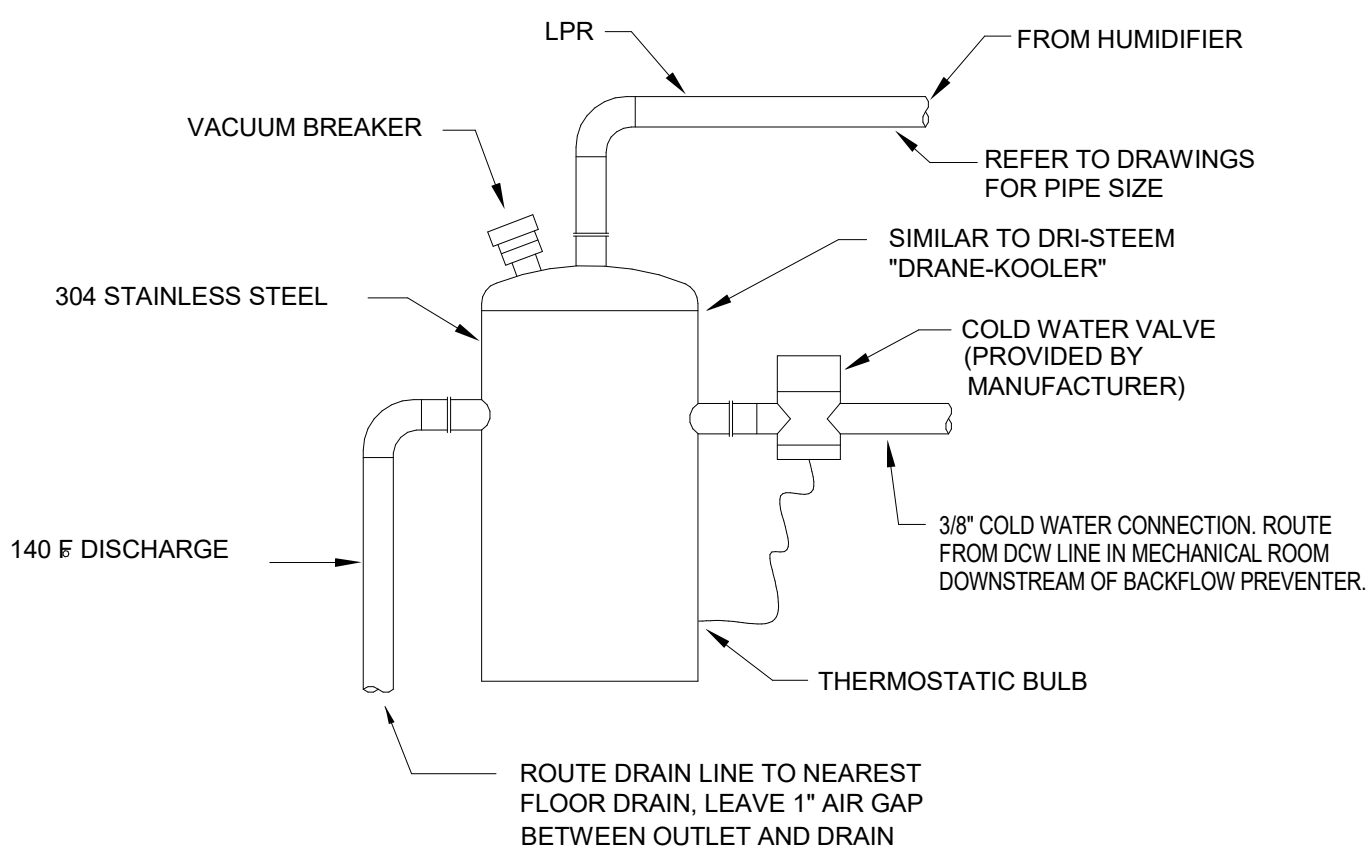 LPR
FROM HUMIDIFIER
VACUUM BREAKER
REFER TO DRAWINGS
FOR PIPE SIZE
SIMILAR TO DRI-STEEM
"DRANE-KOOLER"
304 STAINLESS STEEL
COLD WATER VALVE
(PROVIDED BY
MANUFACTURER)
3/8" COLD WATER CONNECTION. ROUTE
FROM DCW LINE IN MECHANICAL ROOM
DOWNSTREAM OF BACKFLOW PREVENTER.
140 °F DISCHARGE
THERMOSTATIC BULB
ROUTE DRAIN LINE TO NEAREST
FLOOR DRAIN, LEAVE 1" AIR GAP
BETWEEN OUTLET AND DRAIN